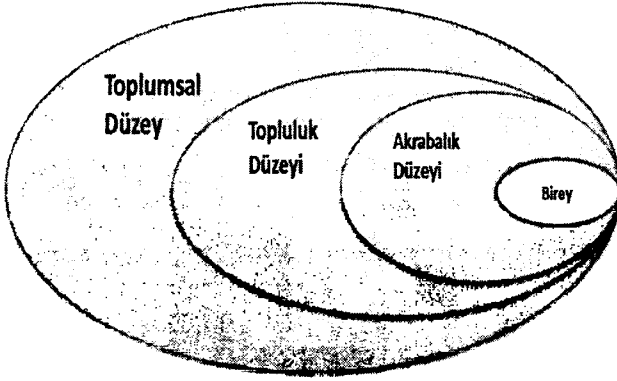 Toplumsal
Düzey
Topluluk
Düzeyi
Akrabalık
Düzeyi
Birey